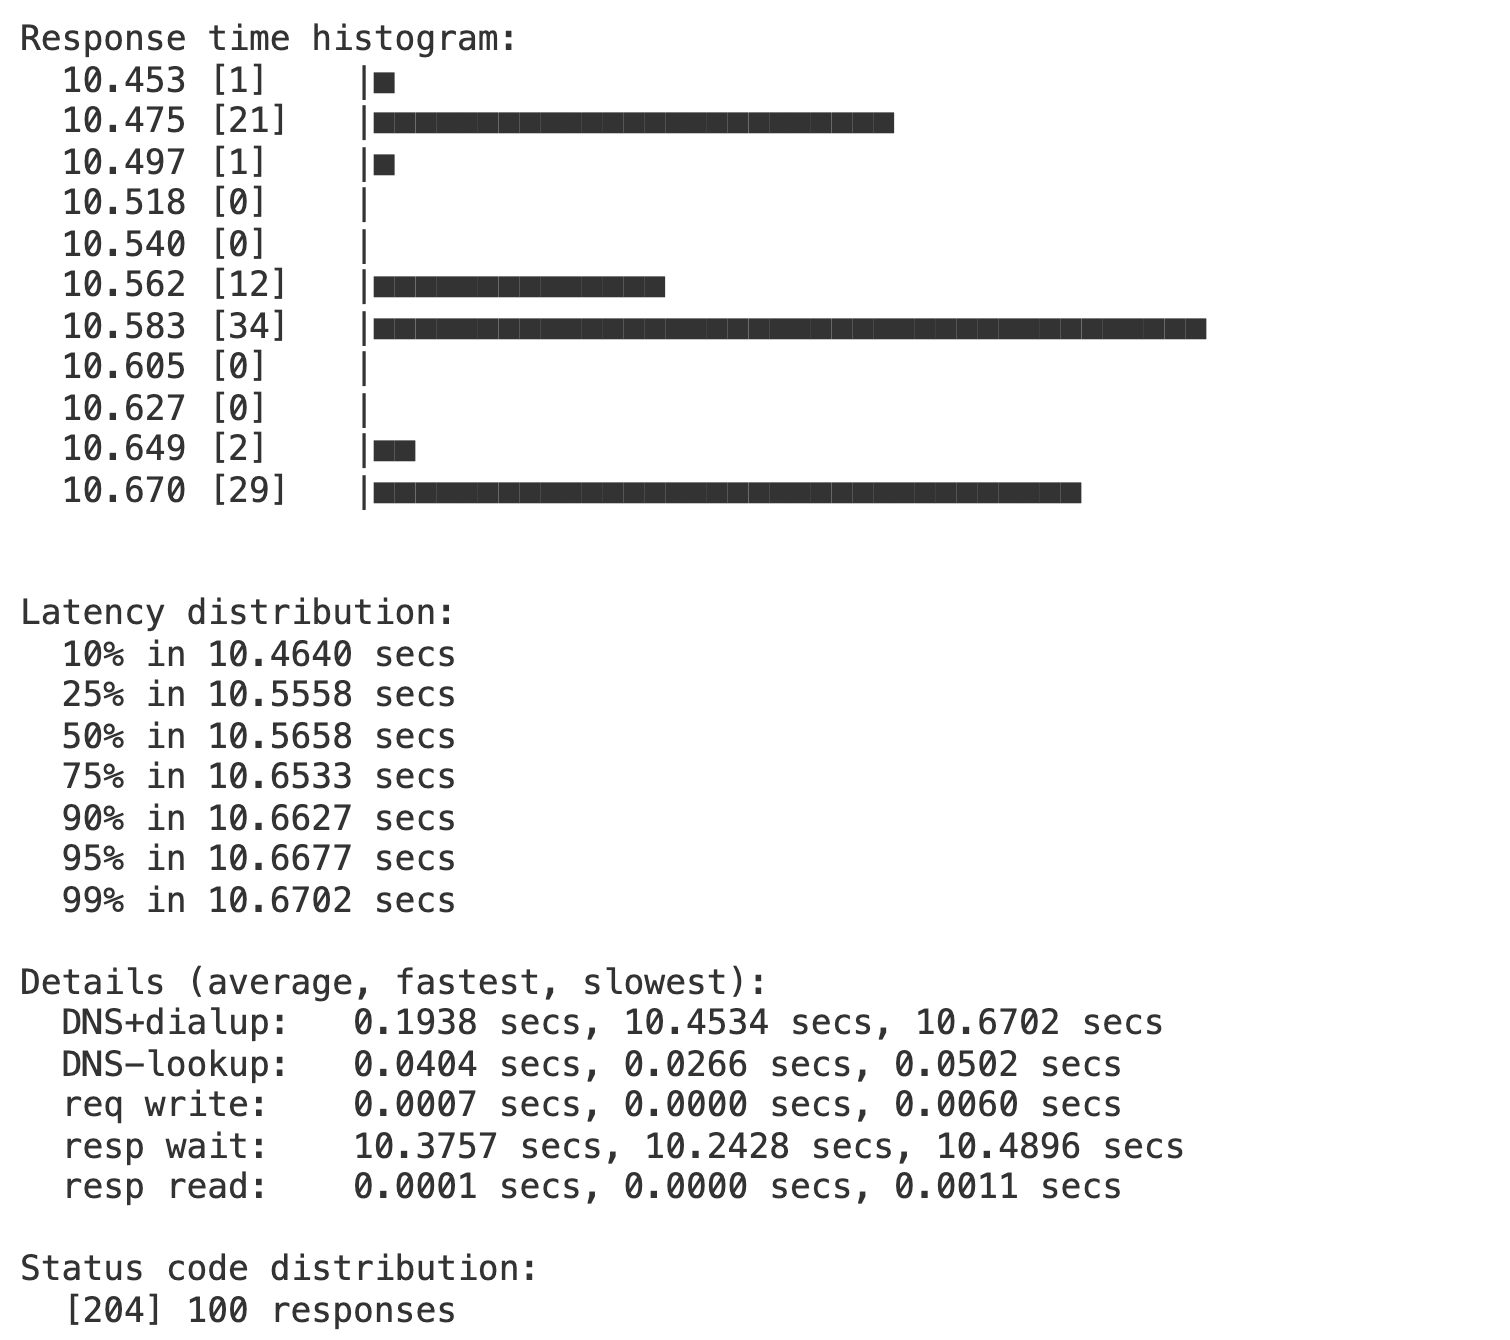 Response time histogram:
  10.453 [1]	|■
  10.475 [21]	|■■■■■■■■■■■■■■■■■■■■■■■■■
  10.497 [1]	|■
  10.518 [0]	|
  10.540 [0]	|
  10.562 [12]	|■■■■■■■■■■■■■■
  10.583 [34]	|■■■■■■■■■■■■■■■■■■■■■■■■■■■■■■■■■■■■■■■■
  10.605 [0]	|
  10.627 [0]	|
  10.649 [2]	|■■
  10.670 [29]	|■■■■■■■■■■■■■■■■■■■■■■■■■■■■■■■■■■

Latency distribution:
  10% in 10.4640 secs
  25% in 10.5558 secs
  50% in 10.5658 secs
  75% in 10.6533 secs
  90% in 10.6627 secs
  95% in 10.6677 secs
  99% in 10.6702 secs

Details (average, fastest, slowest):
  DNS+dialup:	0.1938 secs, 10.4534 secs, 10.6702 secs
  DNS-lookup:	0.0404 secs, 0.0266 secs, 0.0502 secs
  req write:	0.0007 secs, 0.0000 secs, 0.0060 secs
  resp wait:	10.3757 secs, 10.2428 secs, 10.4896 secs
  resp read:	0.0001 secs, 0.0000 secs, 0.0011 secs

Status code distribution:
  [204] 100 responses